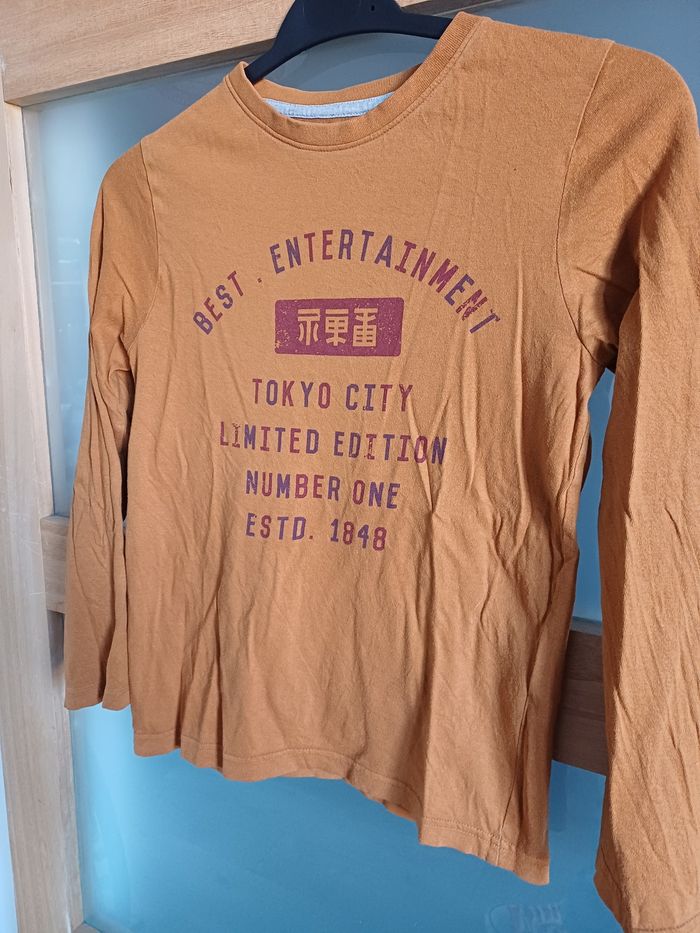 BEST . ENTERTAINMENT
TOKYO CITY
LIMITED EDITION
NUMBER ONE
ESTD. 1848